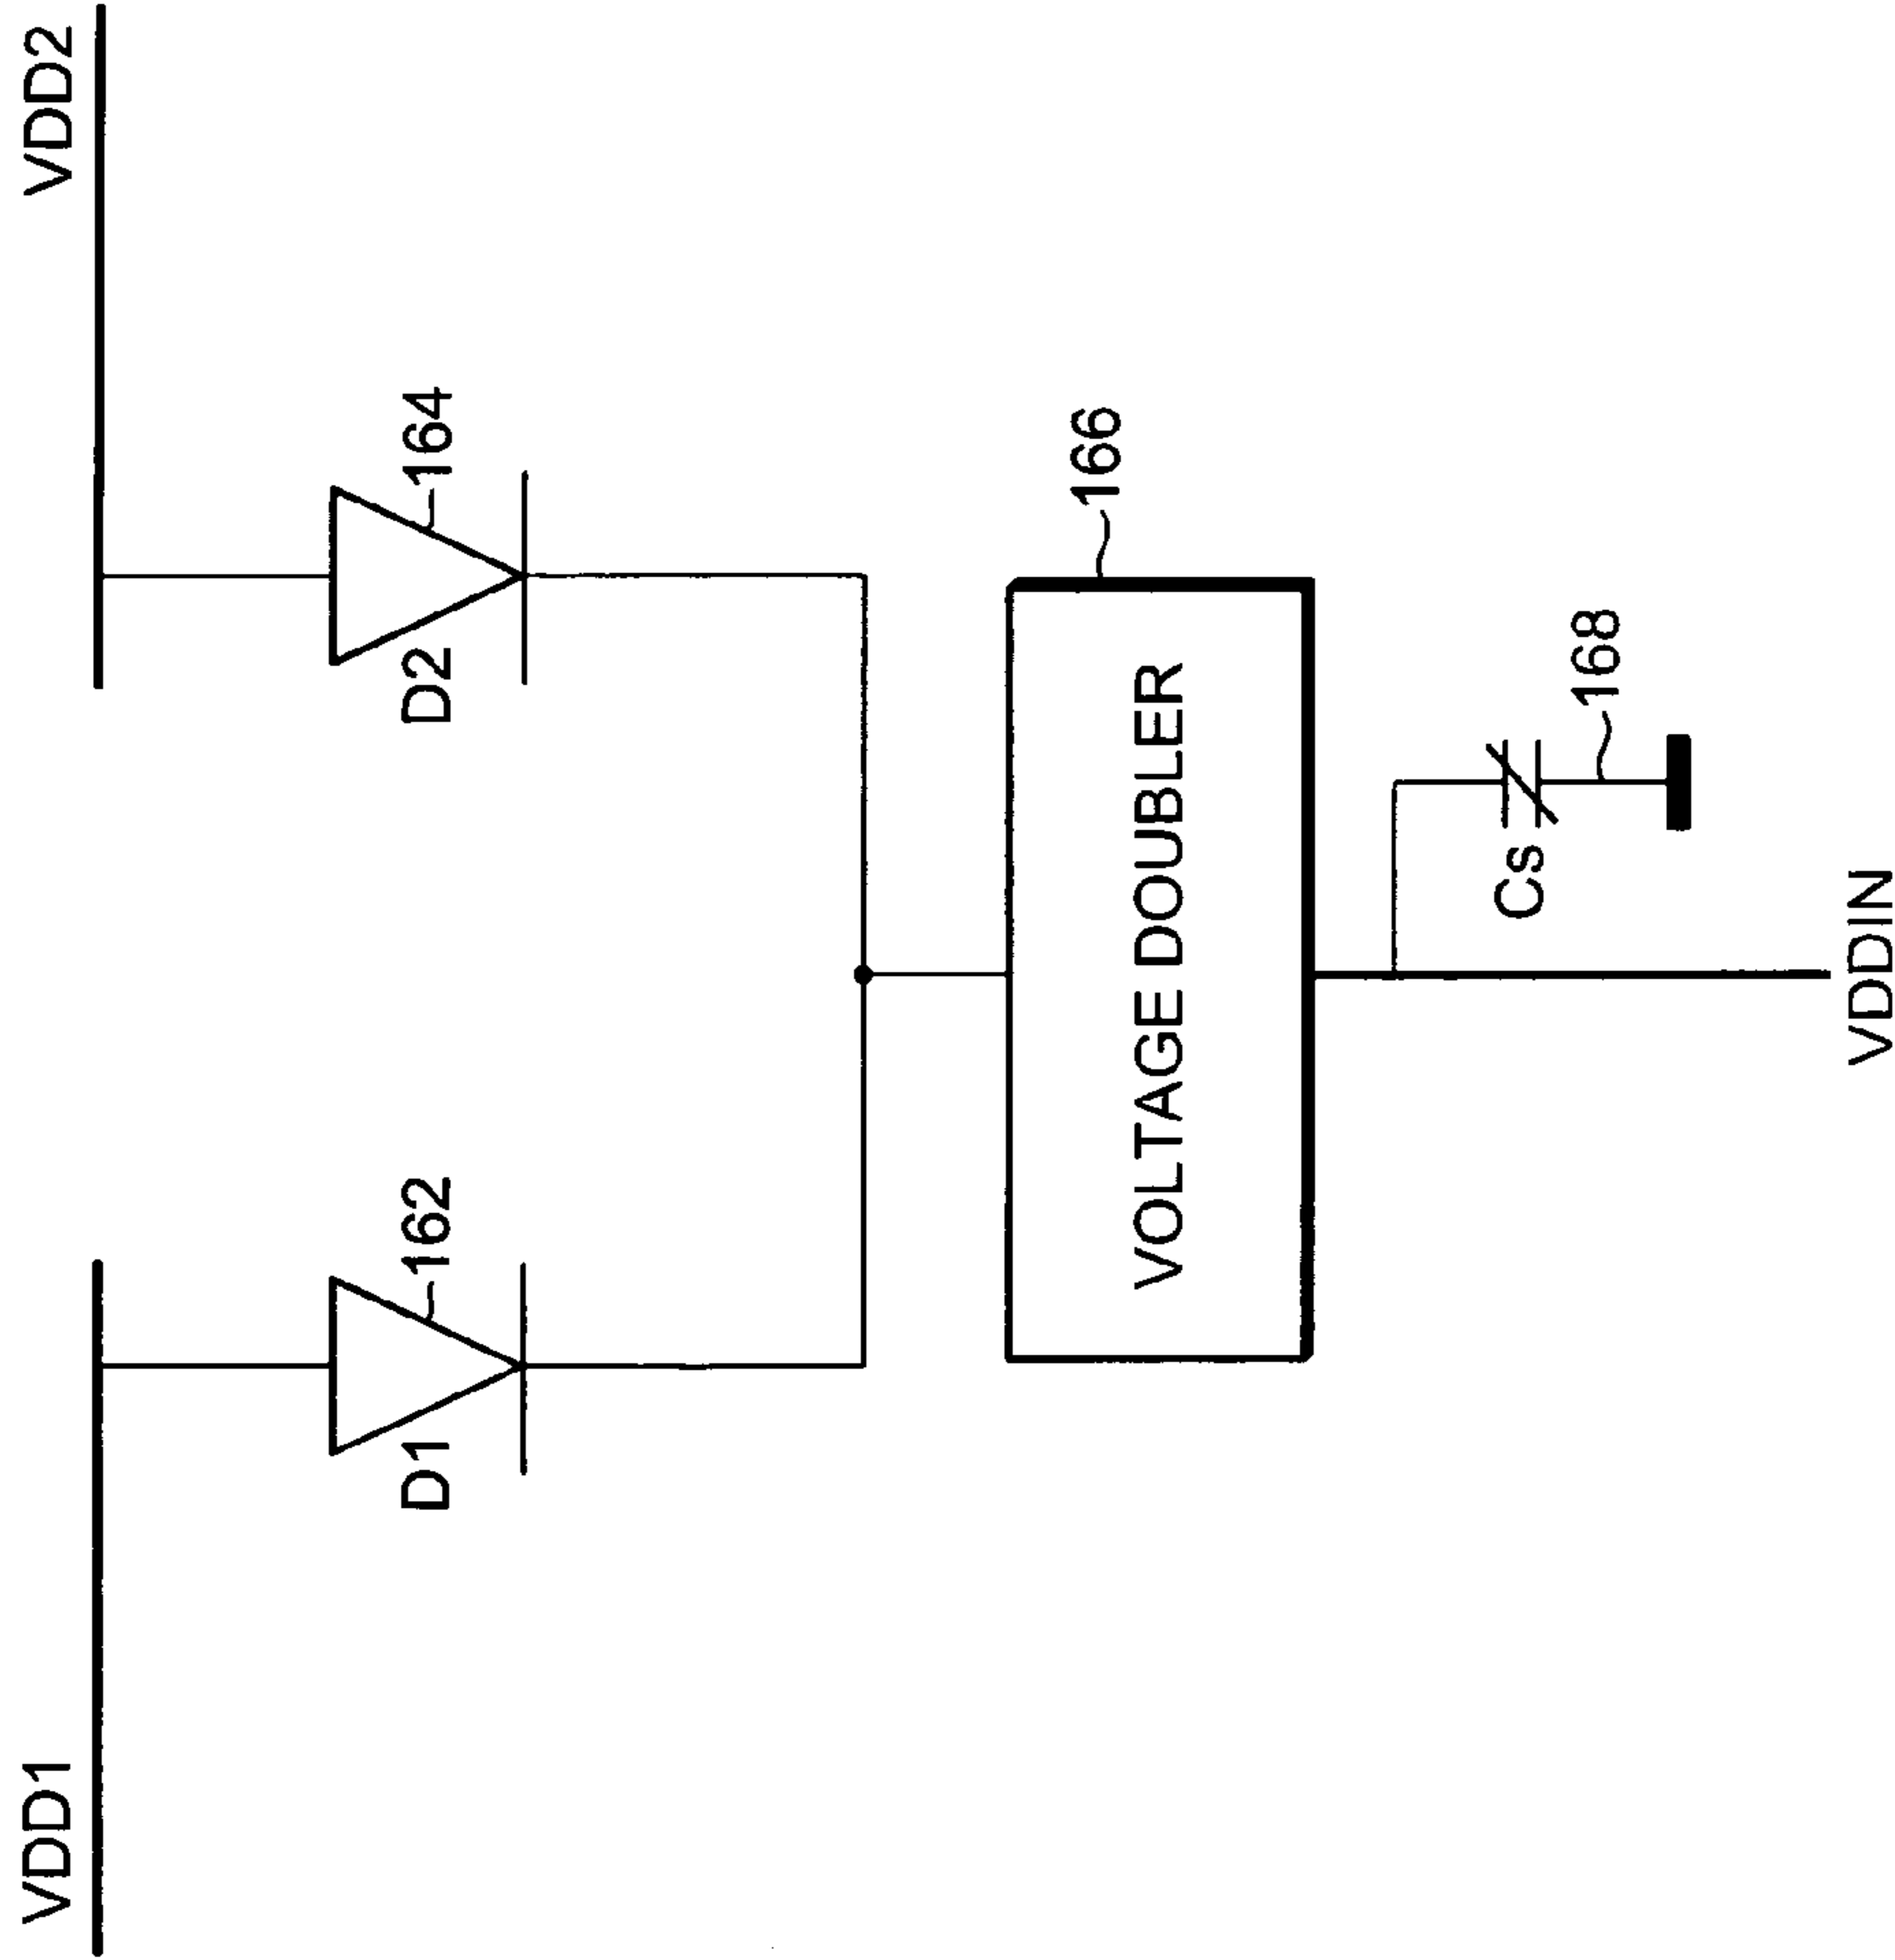 VDD1
VDD2
D1
162
D2
164
VOLTAGE DOUBLER
166
Cs
168
VDDIN